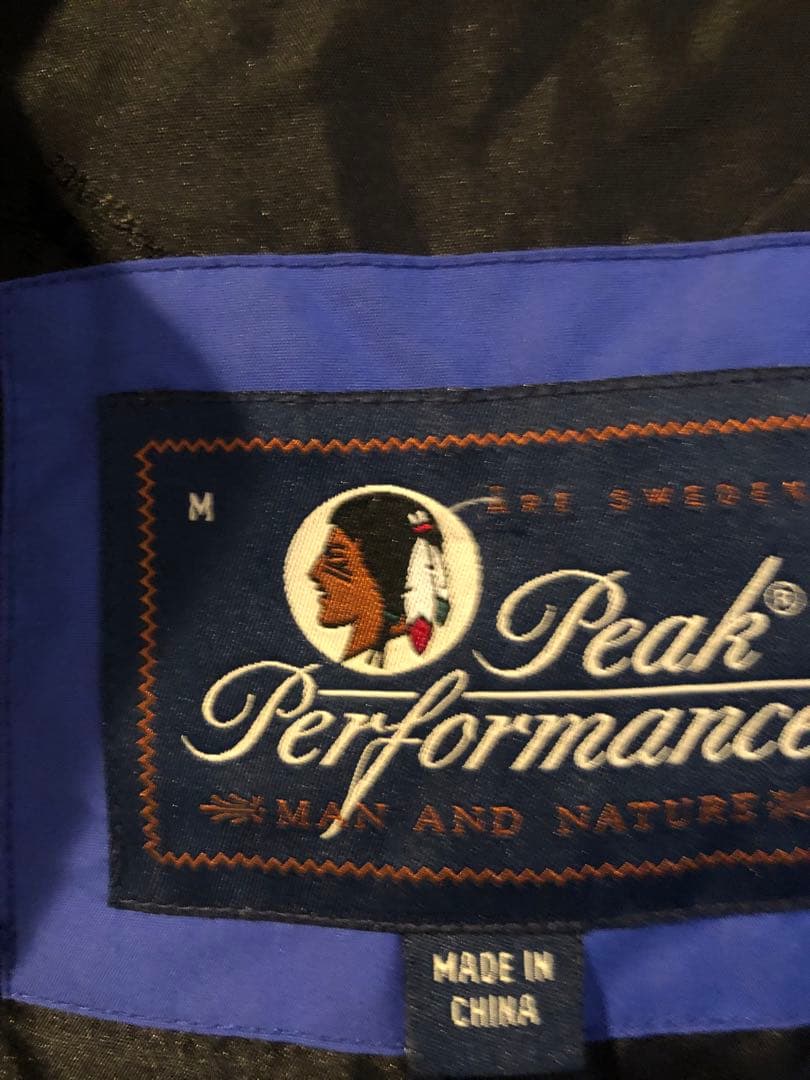 M
ÅRE SWEDEN
Peak®
Performance
MAN AND NATURE
MADE IN
CHINA